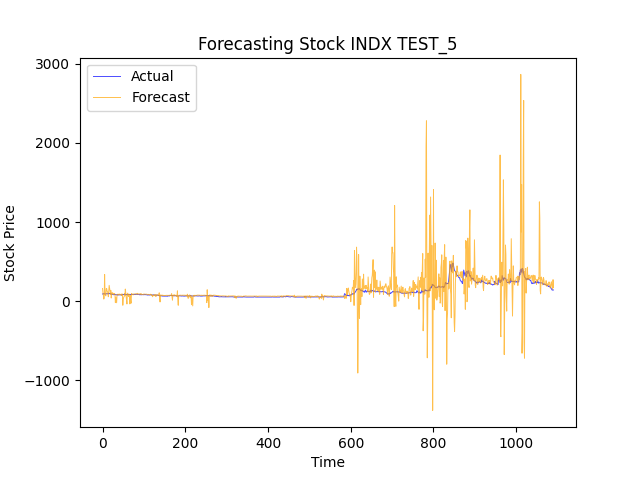 Forecasting Stock INDX TEST_5
Actual
Forecast
3000
2000
1000
0
−1000
Stock Price
0 200 400 600 800 1000
Time